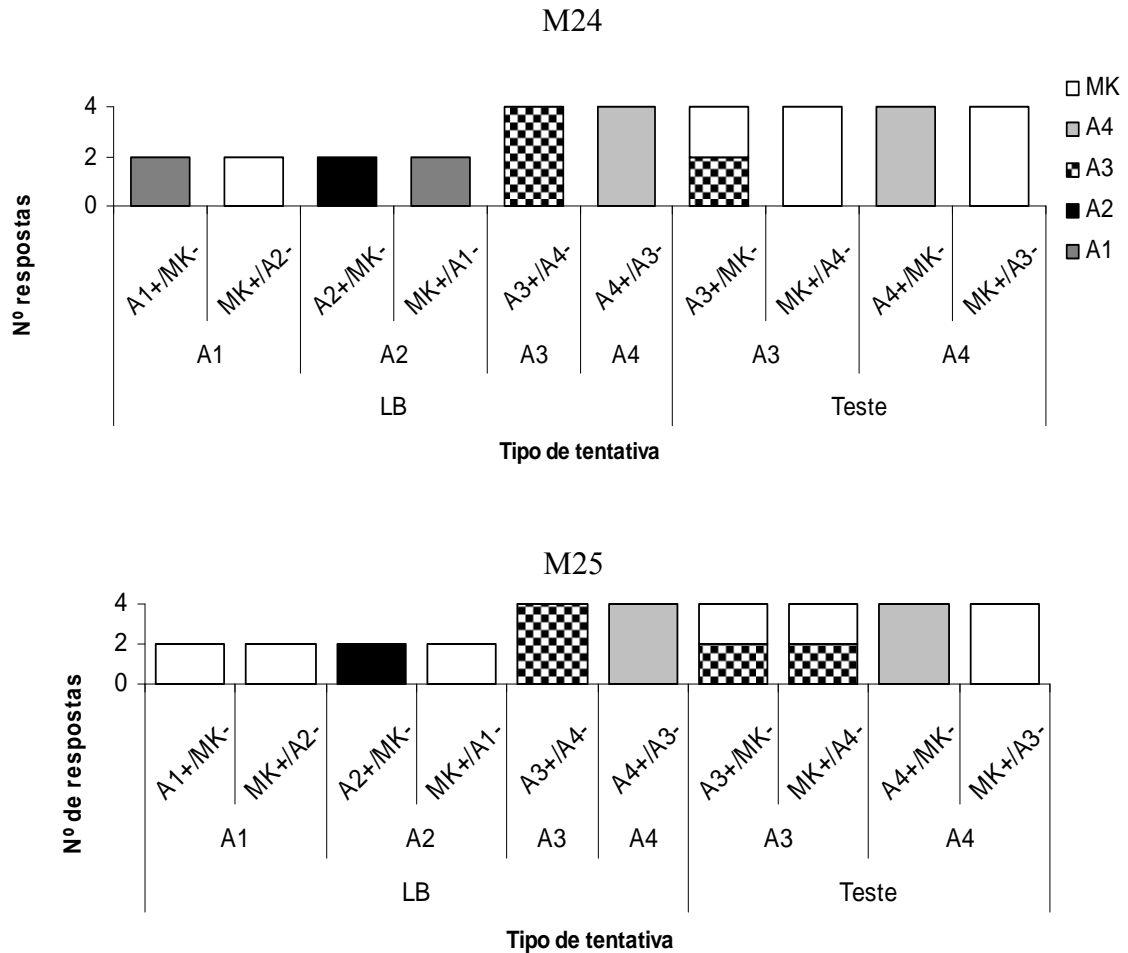 M24
MK
A4
A3
A2
A1
Nº respostas
4
2
0
A1+/MK- MK+/A2- A2+/MK- MK+/A1- A3+/A4- A4+/A3- A3+/MK- MK+/A4- A4+/MK- MK+/A3-
A1 A2 A3 A4 A3 A4
LB Teste
Tipo de tentativa
M25
Nº de respostas
4
2
0
A1+/MK- MK+/A2- A2+/MK- MK+/A1- A3+/A4- A4+/A3- A3+/MK- MK+/A4- A4+/MK- MK+/A3-
A1 A2 A3 A4 A3 A4
LB Teste
Tipo de tentativa